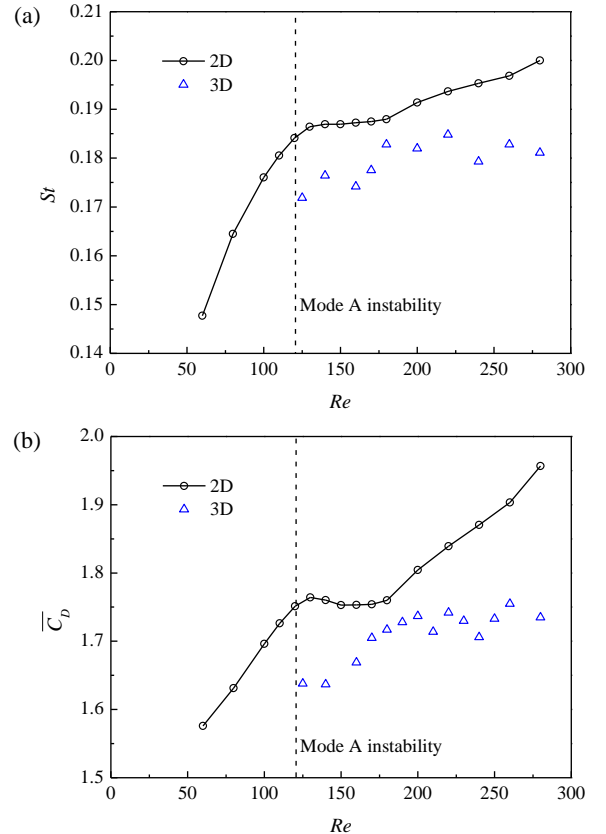 (a)
0.21
0.20
0.19
0.18
0.17
0.16
0.15
0.14
St
2D
3D
Mode A instability
0 50 100 150 200 250 300
Re
(b)
2.0
1.9
1.8
1.7
1.6
1.5
C_D
2D
3D
Mode A instability
0 50 100 150 200 250 300
Re